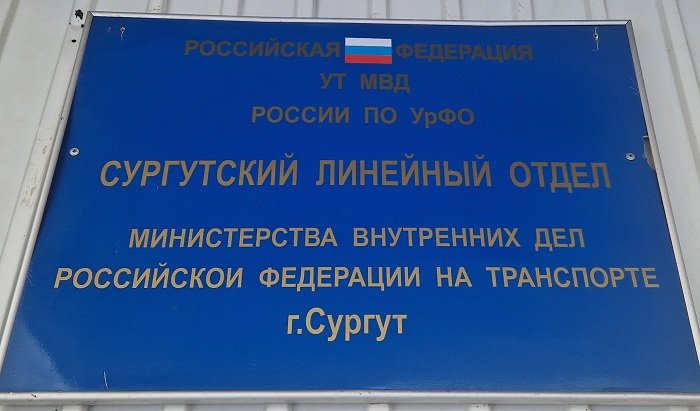 РОССИЙСКАЯ ФЕДЕРАЦИЯ
УТ МВД
РОССИИ ПО УрФО
СУРГУТСКИЙ ЛИНЕЙНЫЙ ОТДЕЛ
МИНИСТЕРСТВА ВНУТРЕННИХ ДЕЛ
РОССИЙСКОИ ФЕДЕРАЦИИ НА ТРАНСПОРТЕ
г.Сургут